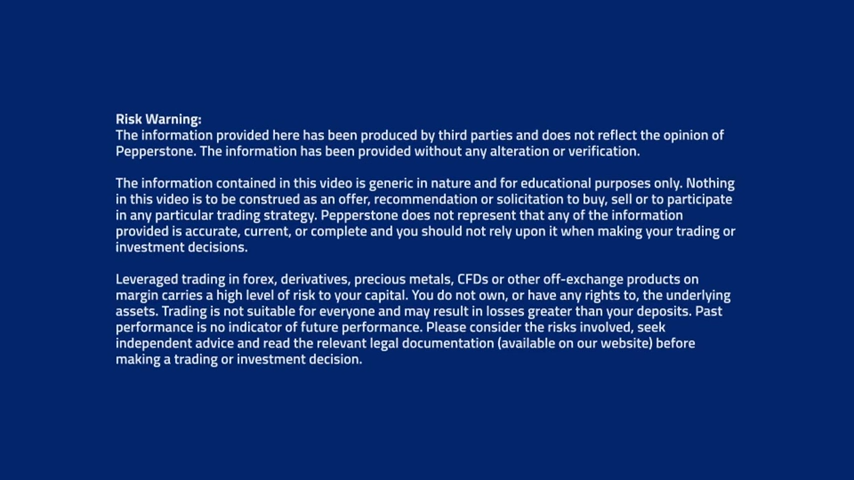 Risk Warning:
The information provided here has been produced by third parties and does not reflect the opinion of
Pepperstone. The information has been provided without any alteration or verification.
The information contained in this video is generic in nature and for educational purposes only. Nothing
in this video is to be construed as an offer, recommendation or solicitation to buy, sell or to participate
in any particular trading strategy. Pepperstone does not represent that any of the information
provided is accurate, current, or complete and you should not rely upon it when making your trading or
investment decisions.
Leveraged trading in forex, derivatives, precious metals, CFDs or other off-exchange products on
margin carries a high level of risk to your capital. You do not own, or have any rights to, the underlying
assets. Trading is not suitable for everyone and may result in losses greater than your deposits. Past
performance is no indicator of future performance. Please consider the risks involved, seek
independent advice and read the relevant legal documentation (available on our website) before
making a trading or investment decision.